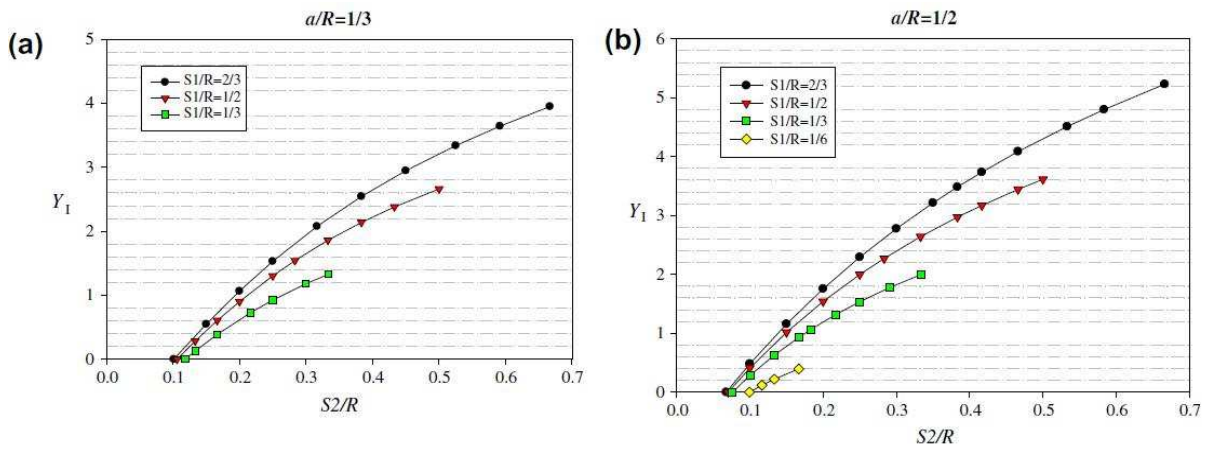 (a)
a/R=1/3
5
4
3
2
1
0
Y_I
S1/R=2/3
S1/R=1/2
S1/R=1/3
0.0 0.1 0.2 0.3 0.4 0.5 0.6 0.7
S2/R
(b)
a/R=1/2
6
5
4
3
2
1
0
Y_I
S1/R=2/3
S1/R=1/2
S1/R=1/3
S1/R=1/6
0.0 0.1 0.2 0.3 0.4 0.5 0.6 0.7
S2/R